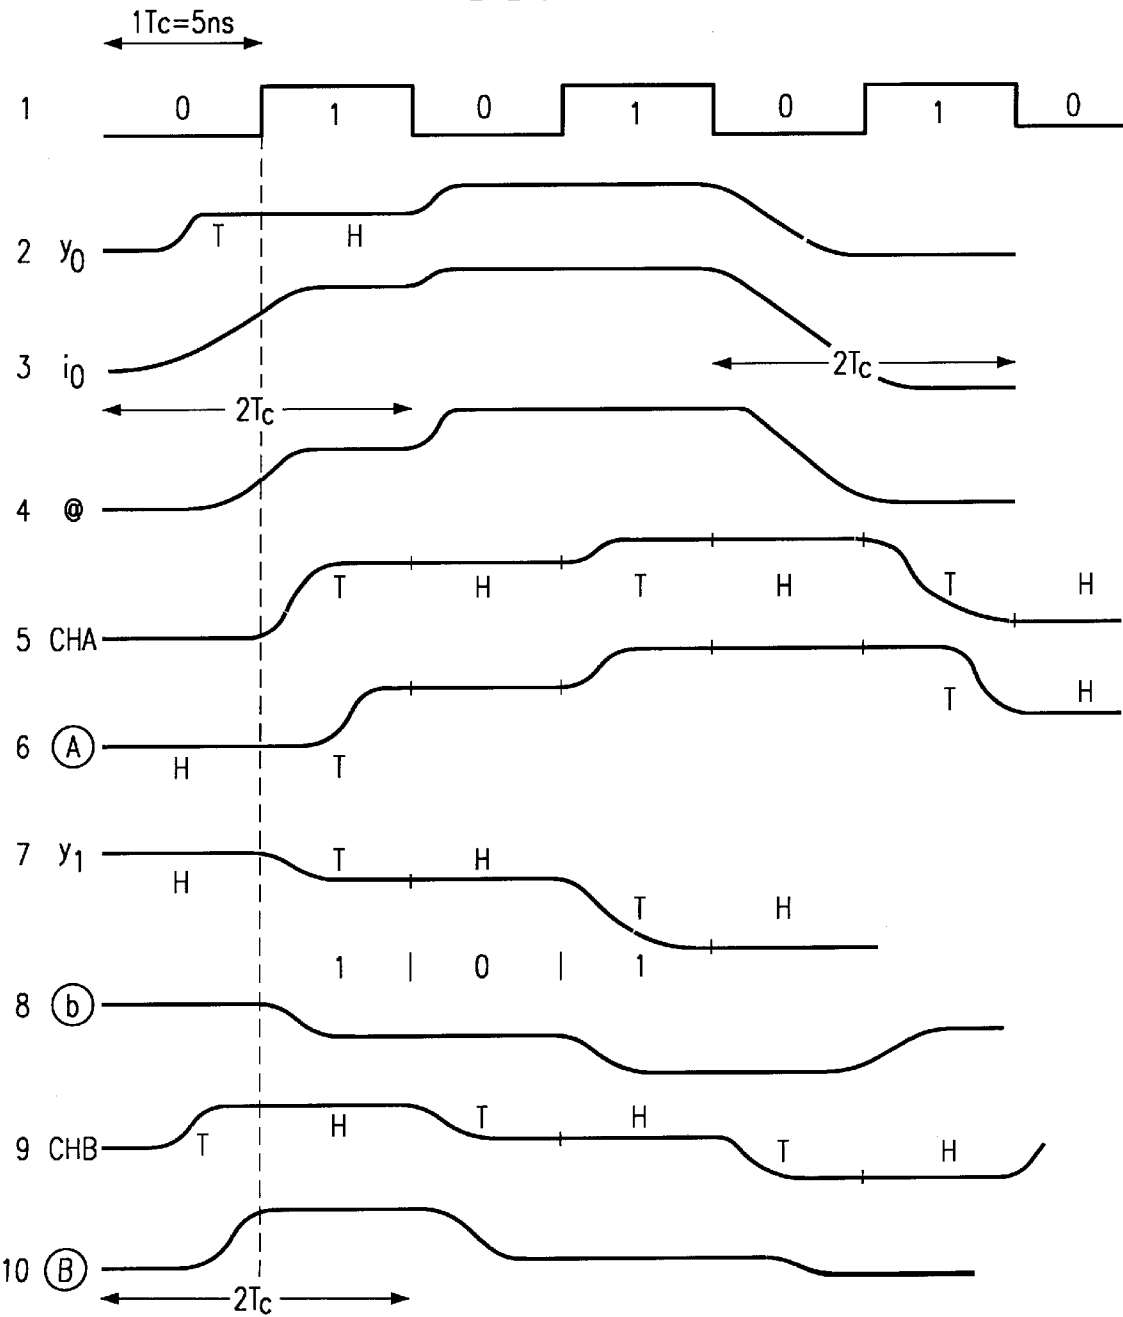 1Tc=5ns
1 0 1 0 1 0 1 0
T H
2 y0
3 i0 2Tc
2Tc
4 @
T H T H T H
5 CHA
T H
6 A
H T
7 y1 T H
H
T H
1 | 0 | 1
8 b
T H
9 CHB T H T H
10 B
2Tc